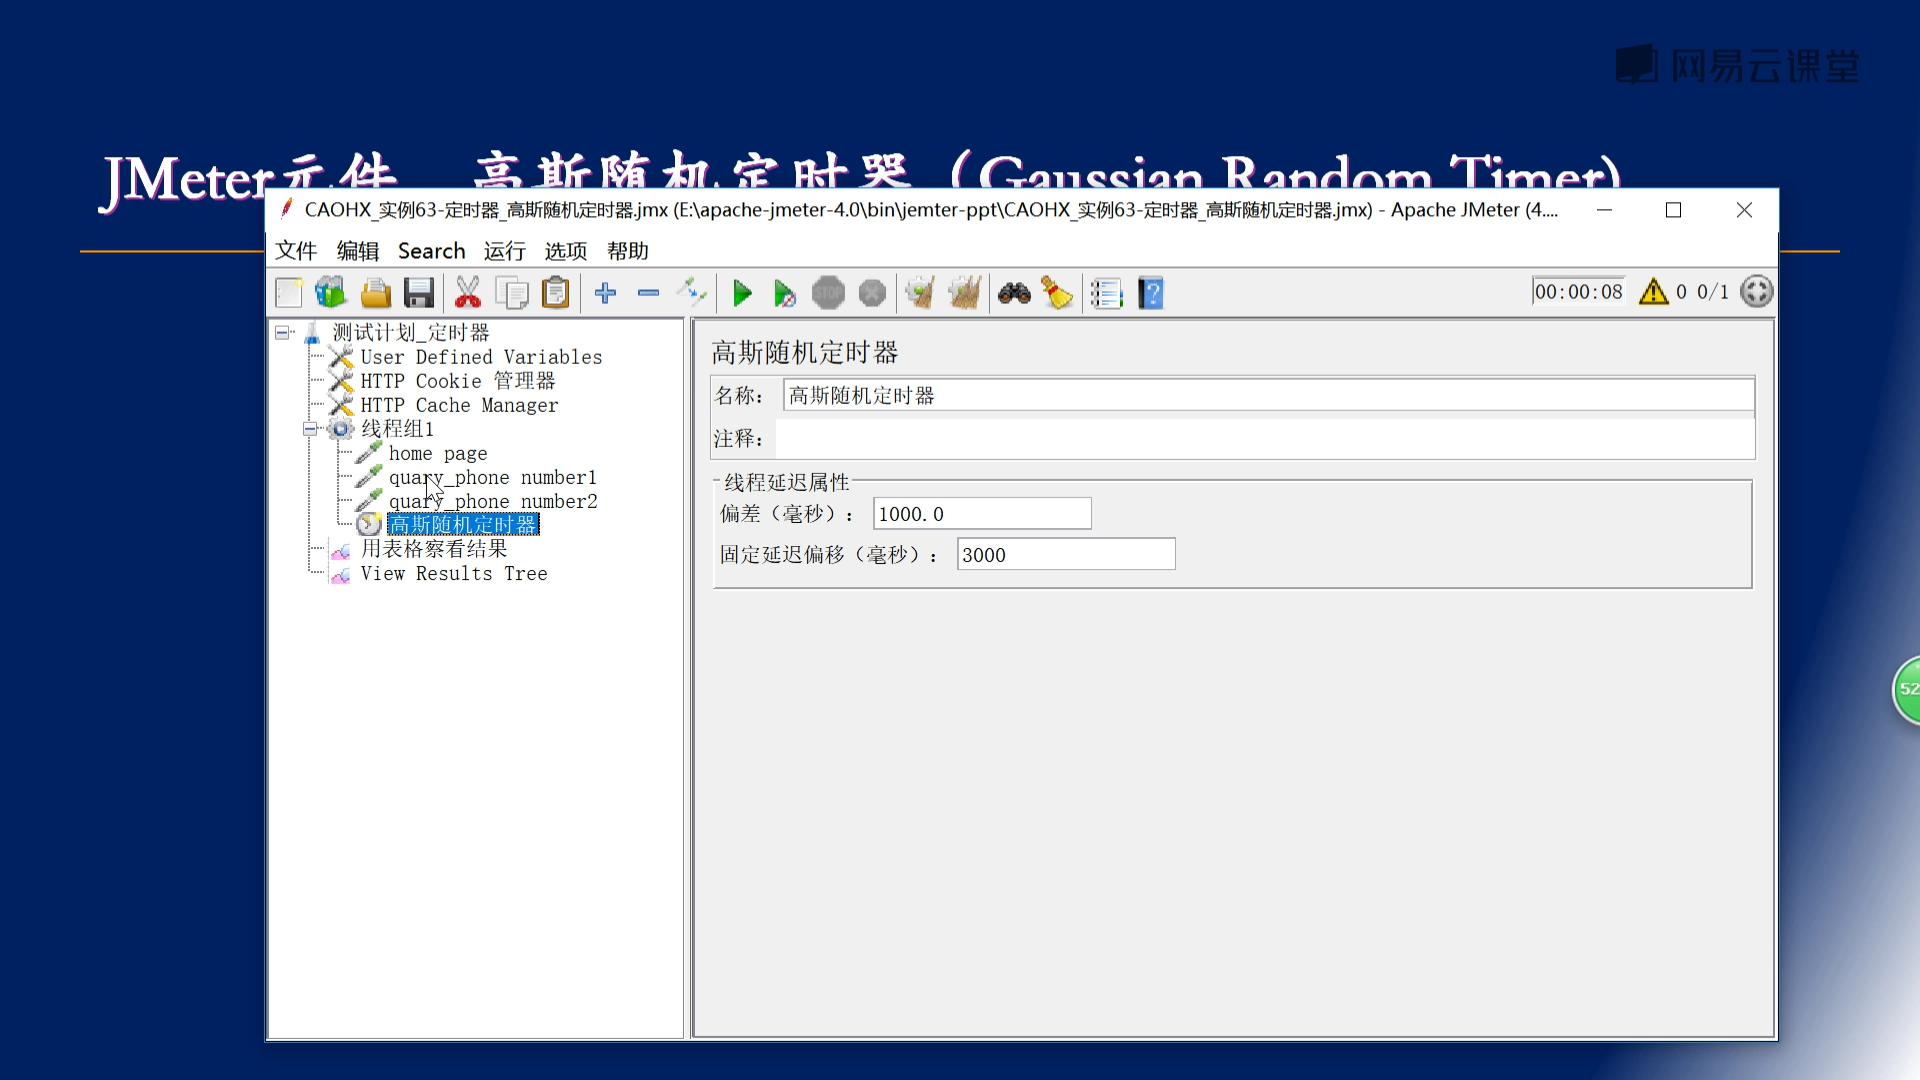 网易云课堂
JMeter元件 高斯随机定时器（Gaussian Random Timer）
CAOHX_实例63-定时器_高斯随机定时器.jmx (E:\apache-jmeter-4.0\bin\jemter-ppt\CAOHX_实例63-定时器_高斯随机定时器.jmx) - Apache JMeter (4....
文件 编辑 Search 运行 选项 帮助
STOP
00:00:08 0 0/1
测试计划_定时器
User Defined Variables
HTTP Cookie 管理器
HTTP Cache Manager
线程组1
home page
quary_phone number1
quary_phone number2
高斯随机定时器
用表格察看结果
View Results Tree
高斯随机定时器
名称： 高斯随机定时器
注释：
线程延迟属性
偏差（毫秒）： 1000.0
固定延迟偏移（毫秒）： 3000
52